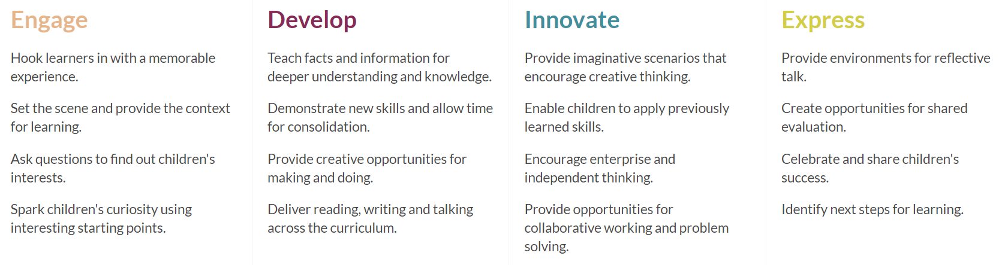 Engage
Hook learners in with a memorable
experience.
Set the scene and provide the context
for learning.
Ask questions to find out children's
interests.
Spark children's curiosity using
interesting starting points.
Develop
Teach facts and information for
deeper understanding and knowledge.
Demonstrate new skills and allow time
for consolidation.
Provide creative opportunities for
making and doing.
Deliver reading, writing and talking
across the curriculum.
Innovate
Provide imaginative scenarios that
encourage creative thinking.
Enable children to apply previously
learned skills.
Encourage enterprise and
independent thinking.
Provide opportunities for
collaborative working and problem
solving.
Express
Provide environments for reflective
talk.
Create opportunities for shared
evaluation.
Celebrate and share children's
success.
Identify next steps for learning.